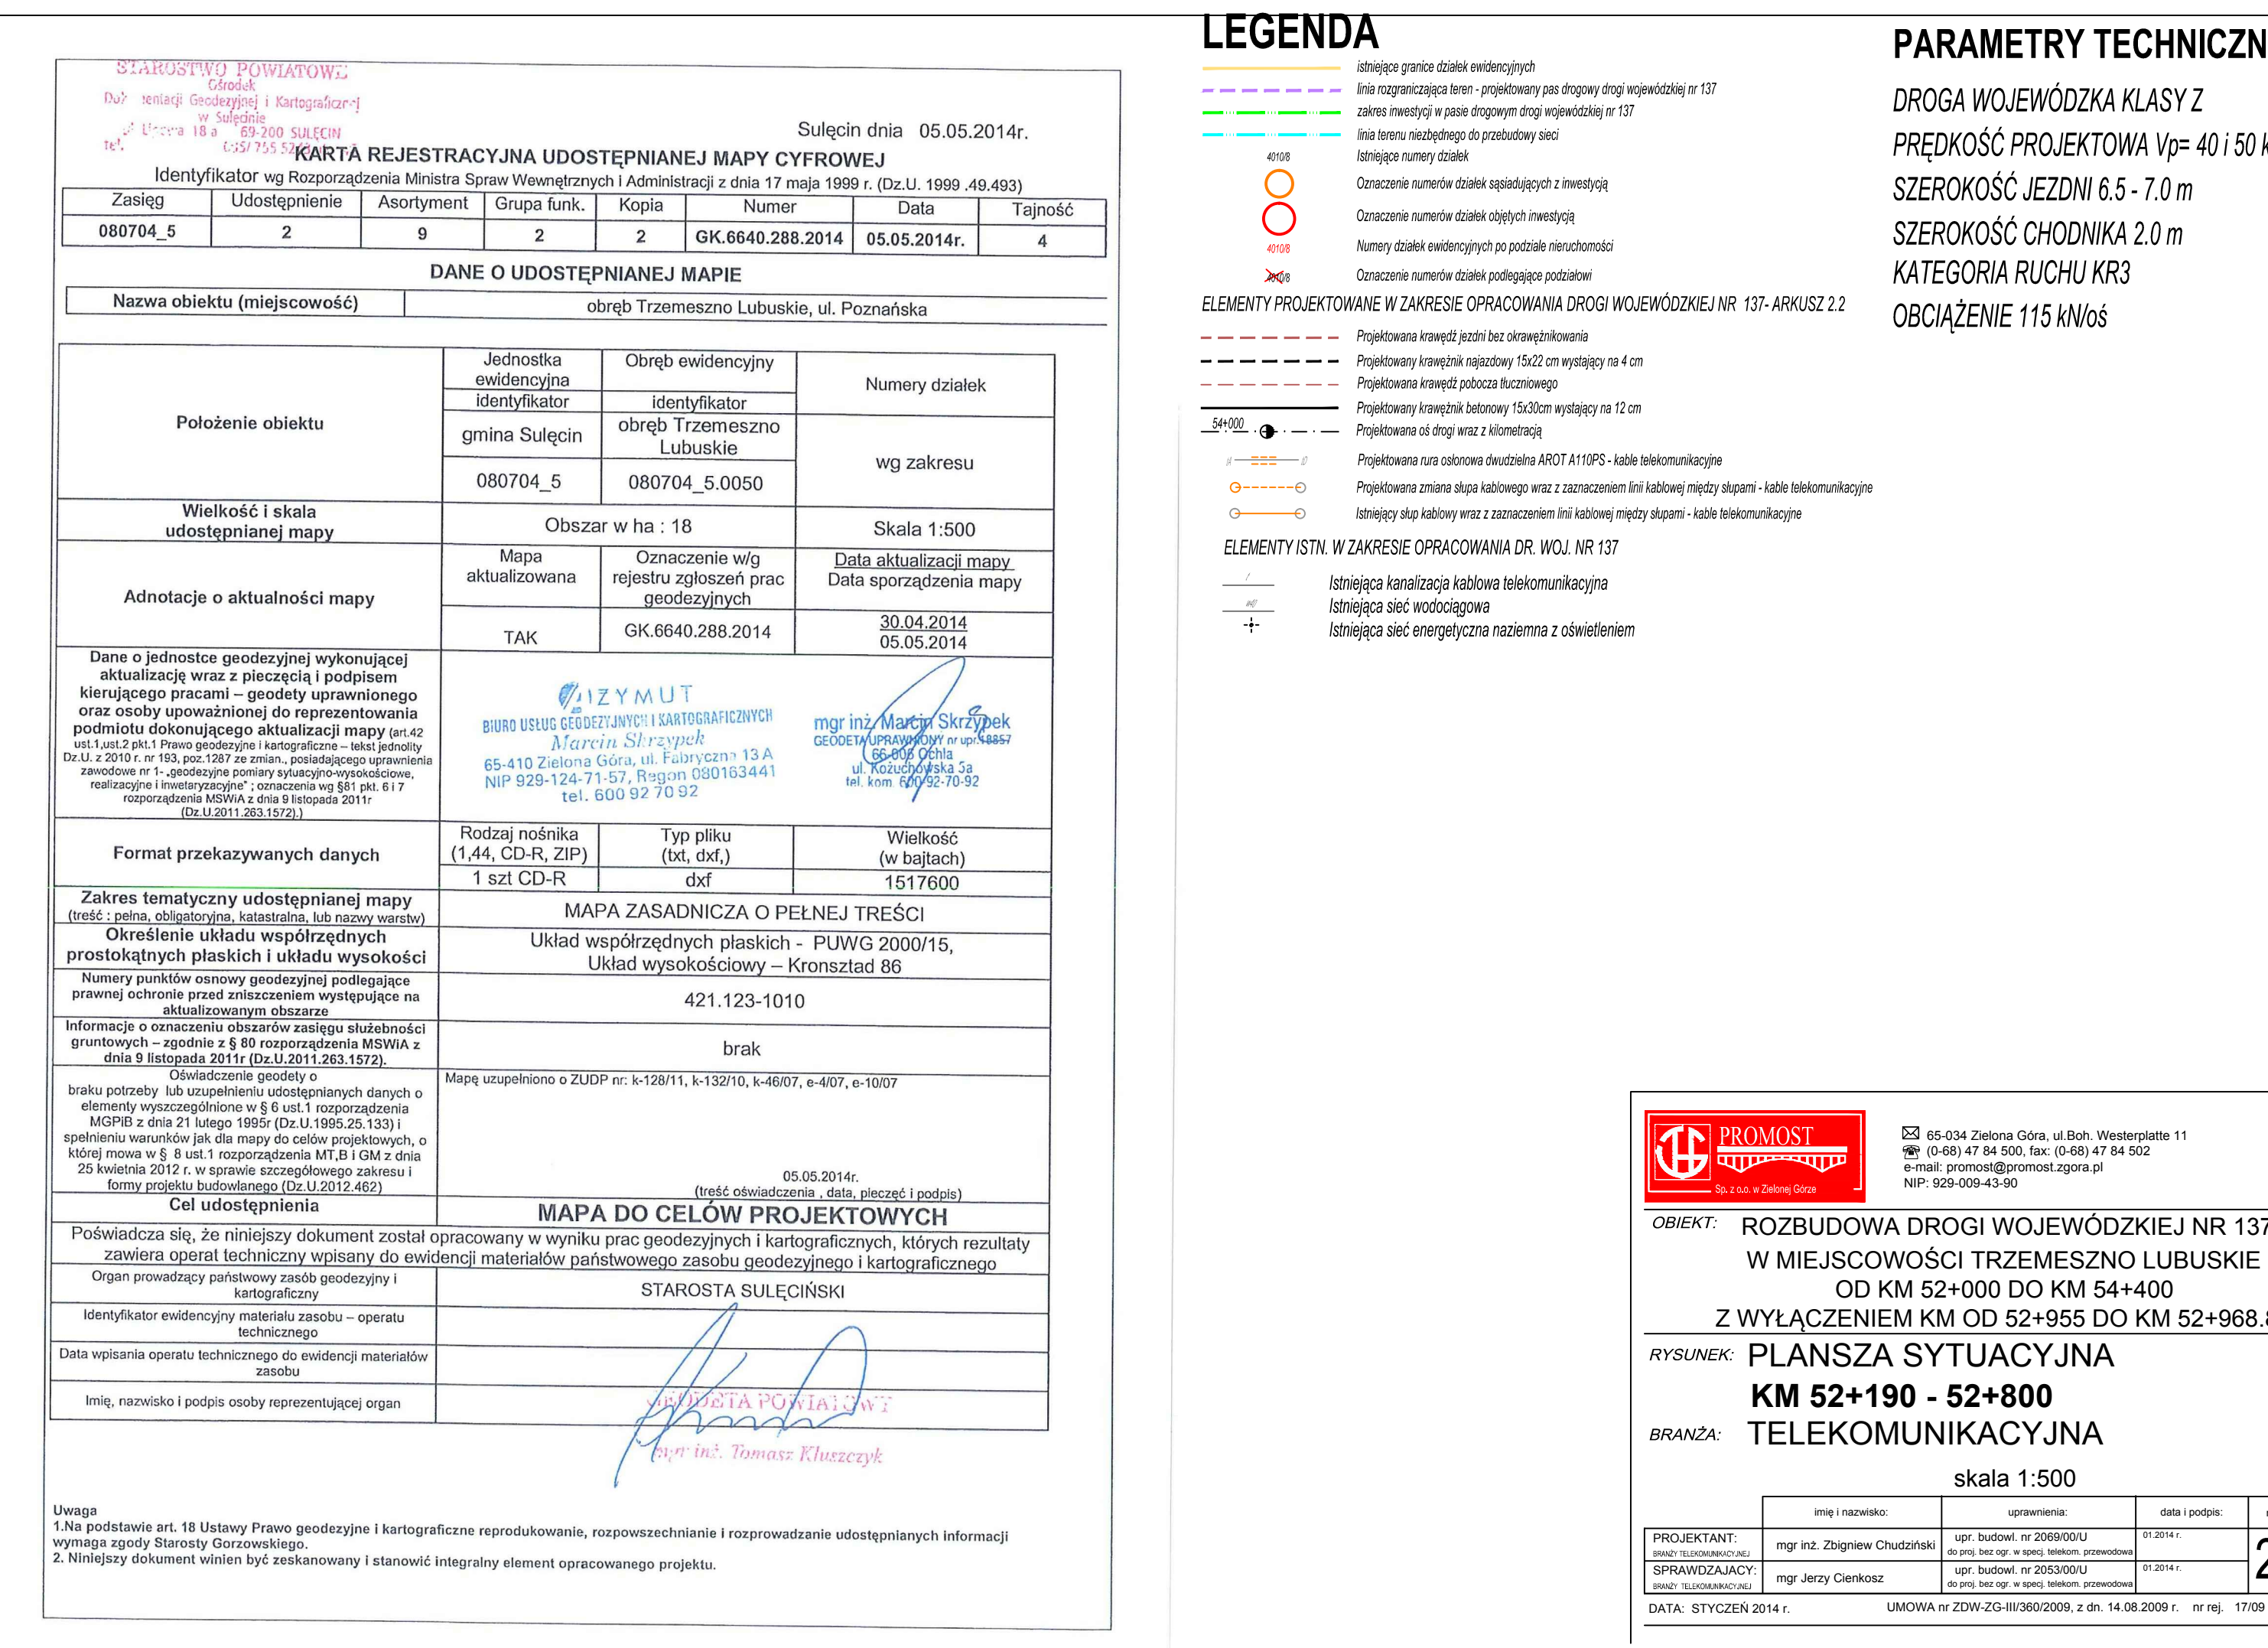 STAROSTWO POWIATOWE
Ośrodek
Dokumentacji Geodezyjnej i Kartograficznej
w Sulęcinie
18 a 69-200 SULĘCIN
tel.
Sulęcin dnia 05.05.2014r.
KARTA REJESTRACYJNA UDOSTĘPNIANEJ MAPY CYFROWEJ
Identyfikator wg Rozporządzenia Ministra Spraw Wewnętrznych i Administracji z dnia 17 maja 1999 r. (Dz.U. 1999 .49.493)
Zasięg Udostępnienie Asortyment Grupa funk. Kopia Numer Data Tajność
080704_5 2 9 2 2 GK.6640.288.2014 05.05.2014r. 4
DANE O UDOSTĘPNIANEJ MAPIE
Nazwa obiektu (miejscowość) obręb Trzemeszno Lubuskie, ul. Poznańska
Położenie obiektu
Jednostka ewidencyjna
Obręb ewidencyjny
Numery działek
identyfikator identyfikator
gmina Sulęcin
obręb Trzemeszno Lubuskie
wg zakresu
080704_5 080704_5.0050
Wielkość i skala
udostępnianej mapy
Obszar w ha : 18 Skala 1:500
Adnotacje o aktualności mapy
Mapa
aktualizowana
Oznaczenie w/g
rejestru zgłoszeń prac
geodezyjnych
Data aktualizacji mapy
Data sporządzenia mapy
TAK GK.6640.288.2014
30.04.2014
05.05.2014
Dane o jednostce geodezyjnej wykonującej
aktualizację wraz z pieczęcią i podpisem
kierującego pracami – geodety uprawnionego
oraz osoby upoważnionej do reprezentowania
podmiotu dokonującego aktualizacji mapy (art.42
ust.1,ust.2 pkt.1 Prawo geodezyjne i kartograficzne – tekst jednolity
Dz.U. z 2010 r. nr 193, poz.1287 ze zmian., posiadającego uprawnienia
zawodowe nr 1- „geodezyjne pomiary sytuacyjno-wysokościowe,
realizacyjne i inwetaryzacyjne" ; oznaczenia wg §81 pkt. 6 i 7
rozporządzenia MSWiA z dnia 9 listopada 2011r
(Dz.U.2011.263.1572).)
AZYMUT
BIURO USŁUG GEODEZYJNYCH I KARTOGRAFICZNYCH
Marcin Skrzypek
65-410 Zielona Góra, ul. Fabryczna 13 A
NIP 929-124-71-57, Regon 080163441
tel. 600 92 70 92
mgr inż. Marcin Skrzypek
GEODETA UPRAWNIONY nr upr.18857
66-006 Ochla
ul. Kożuchowska 5a
tel. kom. 600-92-70-92
Format przekazywanych danych
Rodzaj nośnika
(1,44, CD-R, ZIP)
Typ pliku
(txt, dxf,)
Wielkość
(w bajtach)
1 szt CD-R dxf 1517600
Zakres tematyczny udostępnianej mapy
(treść : pełna, obligatoryjna, katastralna, lub nazwy warstw)
MAPA ZASADNICZA O PEŁNEJ TREŚCI
Określenie układu współrzędnych
prostokątnych płaskich i układu wysokości
Układ współrzędnych płaskich - PUWG 2000/15,
Układ wysokościowy – Kronsztad 86
Numery punktów osnowy geodezyjnej podlegające
prawnej ochronie przed zniszczeniem występujące na
aktualizowanym obszarze
421.123-1010
Informacje o oznaczeniu obszarów zasięgu służebności
gruntowych – zgodnie z § 80 rozporządzenia MSWiA z
dnia 9 listopada 2011r (Dz.U.2011.263.1572).
brak
Oświadczenie geodety o
braku potrzeby lub uzupełnieniu udostępnianych danych o
elementy wyszczególnione w § 6 ust.1 rozporządzenia
MGPiB z dnia 21 lutego 1995r (Dz.U.1995.25.133) i
spełnieniu warunków jak dla mapy do celów projektowych, o
której mowa w § 8 ust.1 rozporządzenia MT,B i GM z dnia
25 kwietnia 2012 r. w sprawie szczegółowego zakresu i
formy projektu budowlanego (Dz.U.2012.462)
Mapę uzupełniono o ZUDP nr: k-128/11, k-132/10, k-46/07, e-4/07, e-10/07
05.05.2014r.
(treść oświadczenia , data, pieczęć i podpis)
Cel udostępnienia MAPA DO CELÓW PROJEKTOWYCH
Poświadcza się, że niniejszy dokument został opracowany w wyniku prac geodezyjnych i kartograficznych, których rezultaty
zawiera operat techniczny wpisany do ewidencji materiałów państwowego zasobu geodezyjnego i kartograficznego
Organ prowadzący państwowy zasób geodezyjny i
kartograficzny
STAROSTA SULĘCIŃSKI
Identyfikator ewidencyjny materiału zasobu – operatu
technicznego
Data wpisania operatu technicznego do ewidencji materiałów
zasobu
Imię, nazwisko i podpis osoby reprezentującej organ
GEODETA POWIATOWY
mgr inż. Tomasz Kłuszczyk
Uwaga
1.Na podstawie art. 18 Ustawy Prawo geodezyjne i kartograficzne reprodukowanie, rozpowszechnianie i rozprowadzanie udostępnianych informacji
wymaga zgody Starosty Gorzowskiego.
2. Niniejszy dokument winien być zeskanowany i stanowić integralny element opracowanego projektu.
LEGENDA
istniejące granice działek ewidencyjnych
linia rozgraniczająca teren - projektowany pas drogowy drogi wojewódzkiej nr 137
zakres inwestycji w pasie drogowym drogi wojewódzkiej nr 137
linia terenu niezbędnego do przebudowy sieci
4010/8 Istniejące numery działek
Oznaczenie numerów działek sąsiadujących z inwestycją
Oznaczenie numerów działek objętych inwestycją
4010/8 Numery działek ewidencyjnych po podziale nieruchomości
4010/8 Oznaczenie numerów działek podlegające podziałowi
ELEMENTY PROJEKTOWANE W ZAKRESIE OPRACOWANIA DROGI WOJEWÓDZKIEJ NR 137- ARKUSZ 2.2
Projektowana krawędź jezdni bez okrawężnikowania
Projektowany krawężnik najazdowy 15x22 cm wystający na 4 cm
Projektowana krawędź pobocza tłuczniowego
Projektowany krawężnik betonowy 15x30cm wystający na 12 cm
54+000 Projektowana oś drogi wraz z kilometracją
Projektowana rura osłonowa dwudzielna AROT A110PS - kable telekomunikacyjne
Projektowana zmiana słupa kablowego wraz z zaznaczeniem linii kablowej między słupami - kable telekomunikacyjne
Istniejący słup kablowy wraz z zaznaczeniem linii kablowej między słupami - kable telekomunikacyjne
ELEMENTY ISTN. W ZAKRESIE OPRACOWANIA DR. WOJ. NR 137
Istniejąca kanalizacja kablowa telekomunikacyjna
Istniejąca sieć wodociągowa
Istniejąca sieć energetyczna naziemna z oświetleniem
PARAMETRY TECHNICZN
DROGA WOJEWÓDZKA KLASY Z
PRĘDKOŚĆ PROJEKTOWA Vp= 40 i 50 k
SZEROKOŚĆ JEZDNI 6.5 - 7.0 m
SZEROKOŚĆ CHODNIKA 2.0 m
KATEGORIA RUCHU KR3
OBCIĄŻENIE 115 kN/oś
PROMOST
Sp. z o.o. w Zielonej Górze
65-034 Zielona Góra, ul.Boh. Westerplatte 11
(0-68) 47 84 500, fax: (0-68) 47 84 502
e-mail: promost@promost.zgora.pl
NIP: 929-009-43-90
OBIEKT: ROZBUDOWA DROGI WOJEWÓDZKIEJ NR 137
W MIEJSCOWOŚCI TRZEMESZNO LUBUSKIE
OD KM 52+000 DO KM 54+400
Z WYŁĄCZENIEM KM OD 52+955 DO KM 52+968.8
RYSUNEK: PLANSZA SYTUACYJNA
KM 52+190 - 52+800
BRANŻA: TELEKOMUNIKACYJNA
skala 1:500
imię i nazwisko: uprawnienia: data i podpis:
PROJEKTANT:
BRANŻY TELEKOMUNIKACYJNEJ
mgr inż. Zbigniew Chudziński
upr. budowl. nr 2069/00/U
do proj. bez ogr. w specj. telekom. przewodowa
01.2014 r.
2
SPRAWDZAJACY:
BRANŻY TELEKOMUNIKACYJNEJ
mgr Jerzy Cienkosz
upr. budowl. nr 2053/00/U
do proj. bez ogr. w specj. telekom. przewodowa
01.2014 r.
DATA: STYCZEŃ 2014 r. UMOWA nr ZDW-ZG-III/360/2009, z dn. 14.08.2009 r. nr rej. 17/09